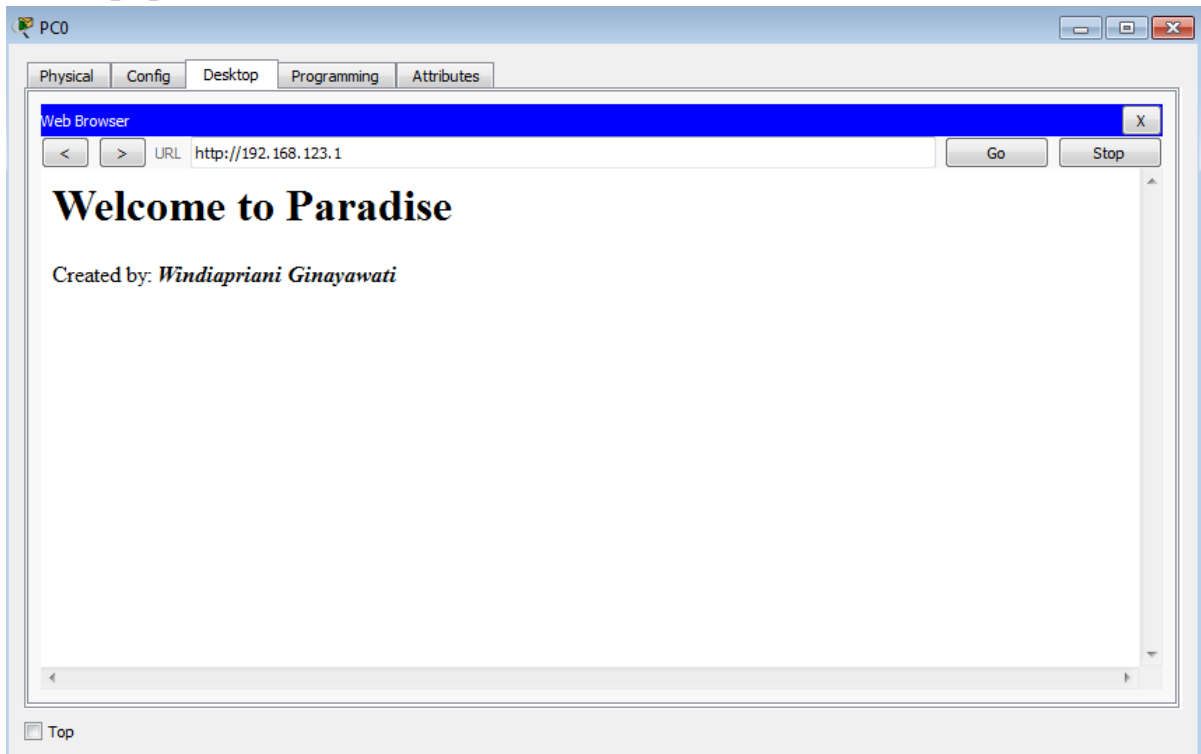 PC0
Physical Config Desktop Programming Attributes
Web Browser X
< > URL http://192.168.123.1 Go Stop
Welcome to Paradise
Created by: Windiapriani Ginayawati
Top